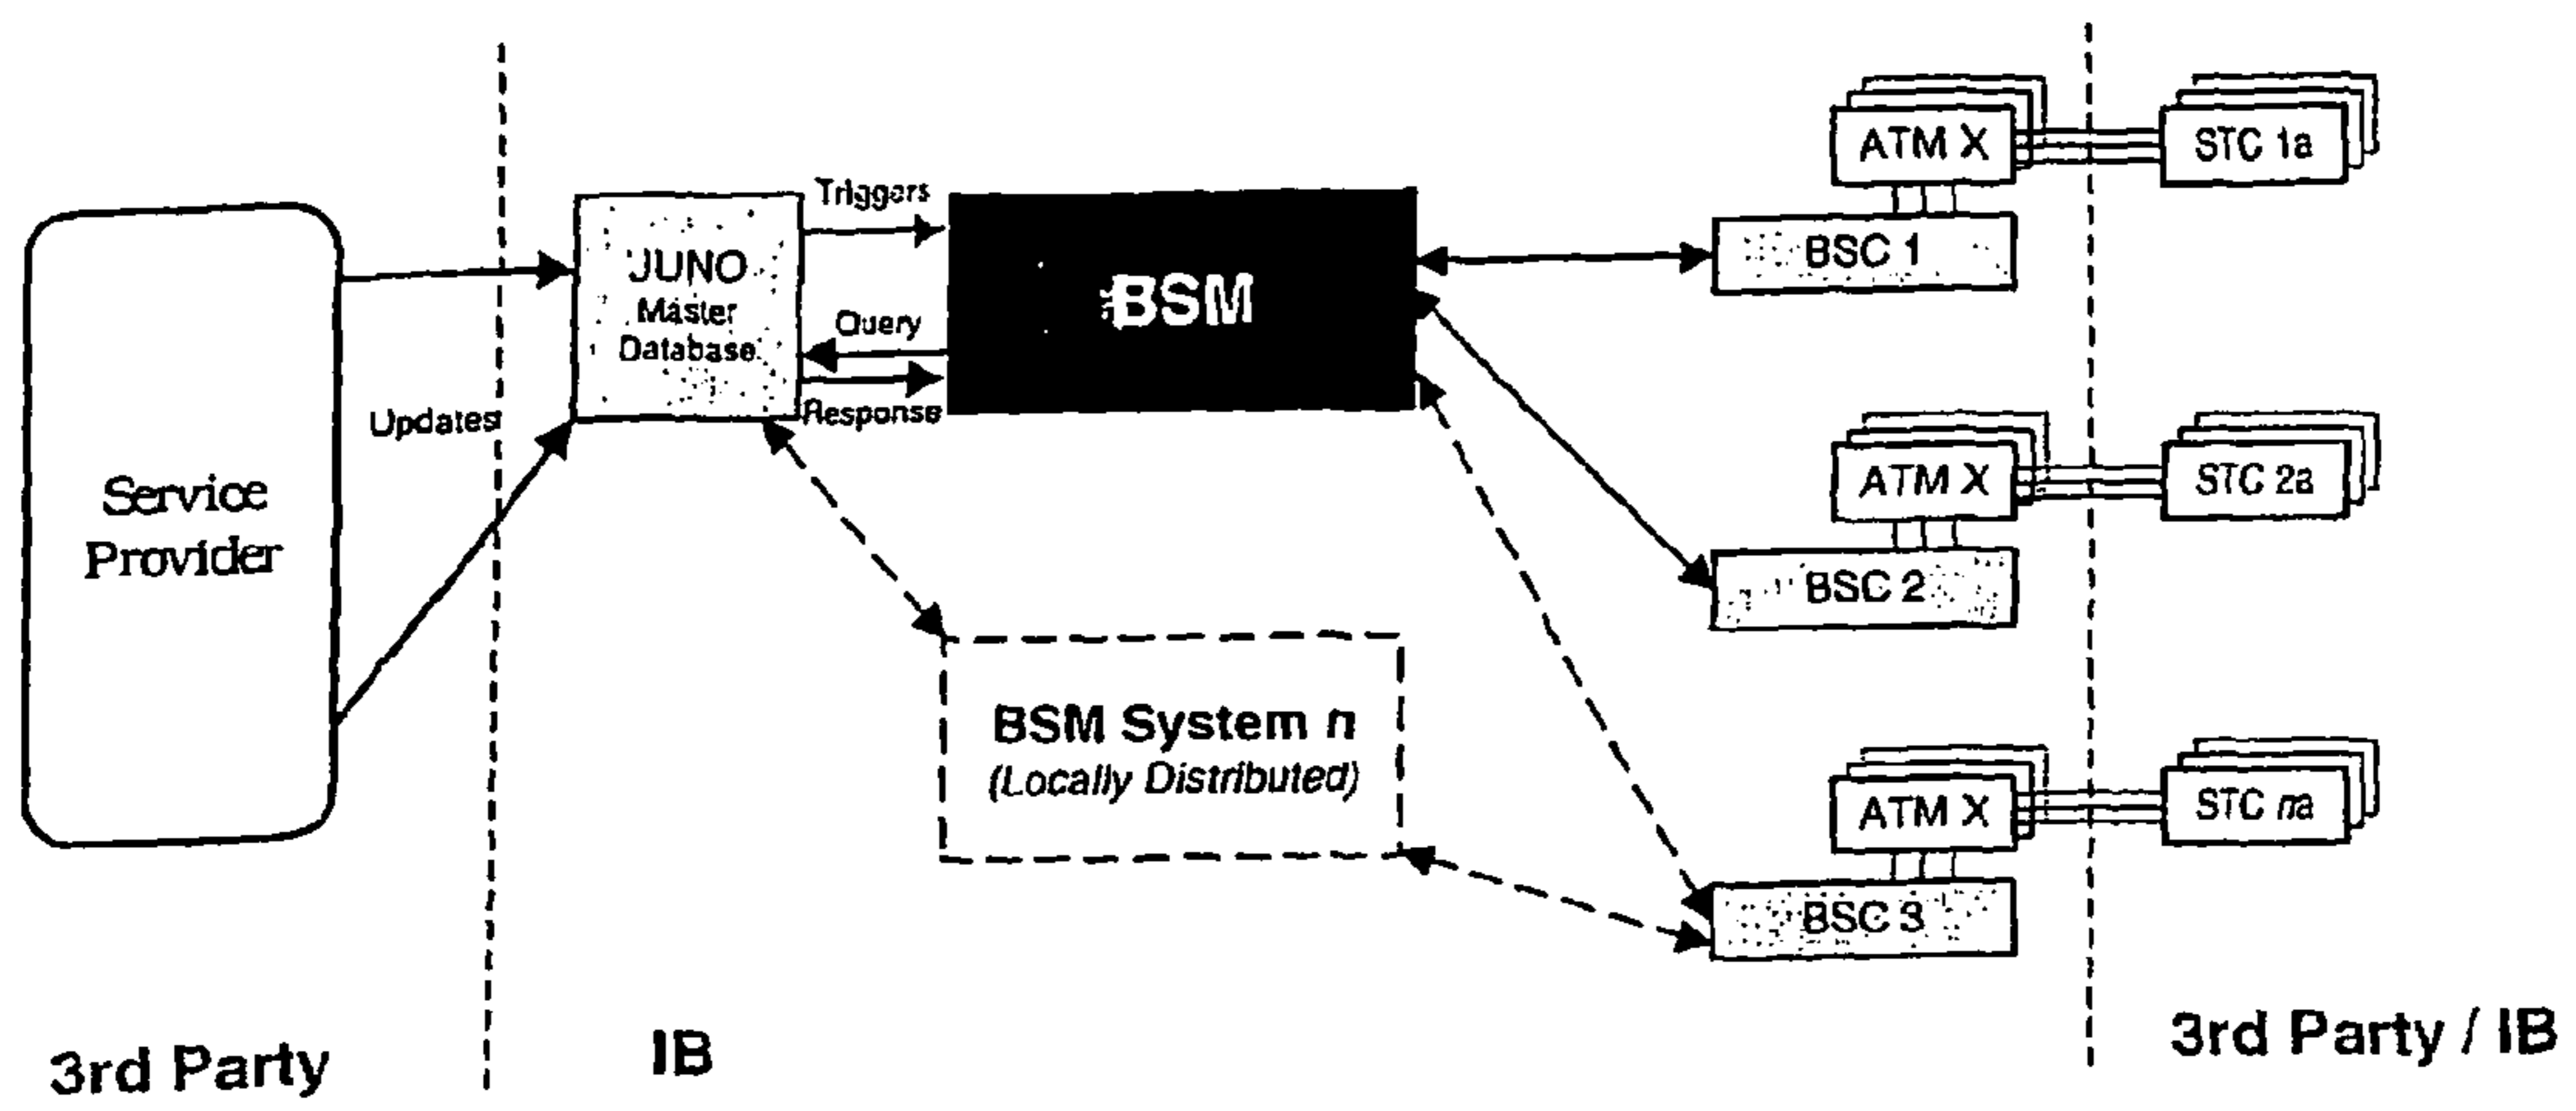 Service
Provider
Updates
JUNO
Master
Database
Triggers
Query
Response
BSM
BSM System n
(Locally Distributed)
ATM X
STC 1a
BSC 1
ATM X
STC 2a
BSC 2
ATM X
STC na
BSC 3
3rd Party
IB
3rd Party / IB